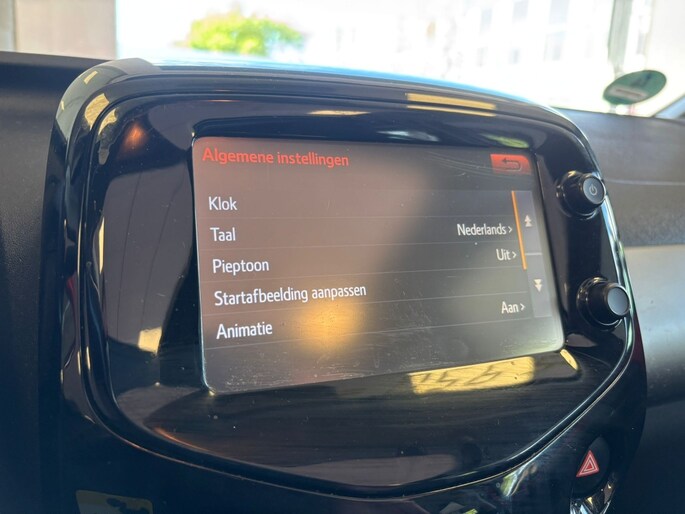 Algemene instellingen
Klok
Taal Nederlands
Pieptoon Uit
Startafbeelding aanpassen
Animatie Aan